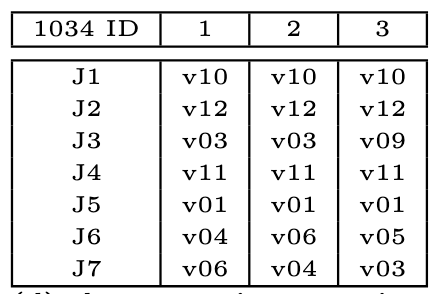 1034 ID 1 2 3
J1 v10 v10 v10
J2 v12 v12 v12
J3 v03 v03 v09
J4 v11 v11 v11
J5 v01 v01 v01
J6 v04 v06 v05
J7 v06 v04 v03